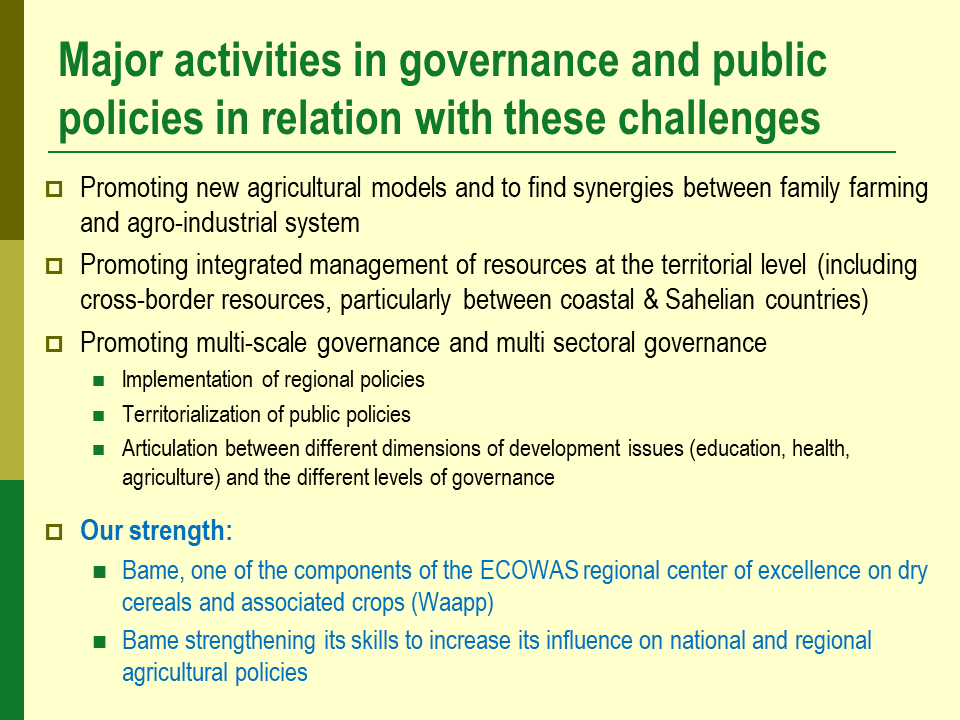 Major activities in governance and public
policies in relation with these challenges
Promoting new agricultural models and to find synergies between family farming
and agro-industrial system
Promoting integrated management of resources at the territorial level (including
cross-border resources, particularly between coastal & Sahelian countries)
Promoting multi-scale governance and multi sectoral governance
Implementation of regional policies
Territorialization of public policies
Articulation between different dimensions of development issues (education, health,
agriculture) and the different levels of governance
Our strength:
Bame, one of the components of the ECOWAS regional center of excellence on dry
cereals and associated crops (Waapp)
Bame strengthening its skills to increase its influence on national and regional
agricultural policies